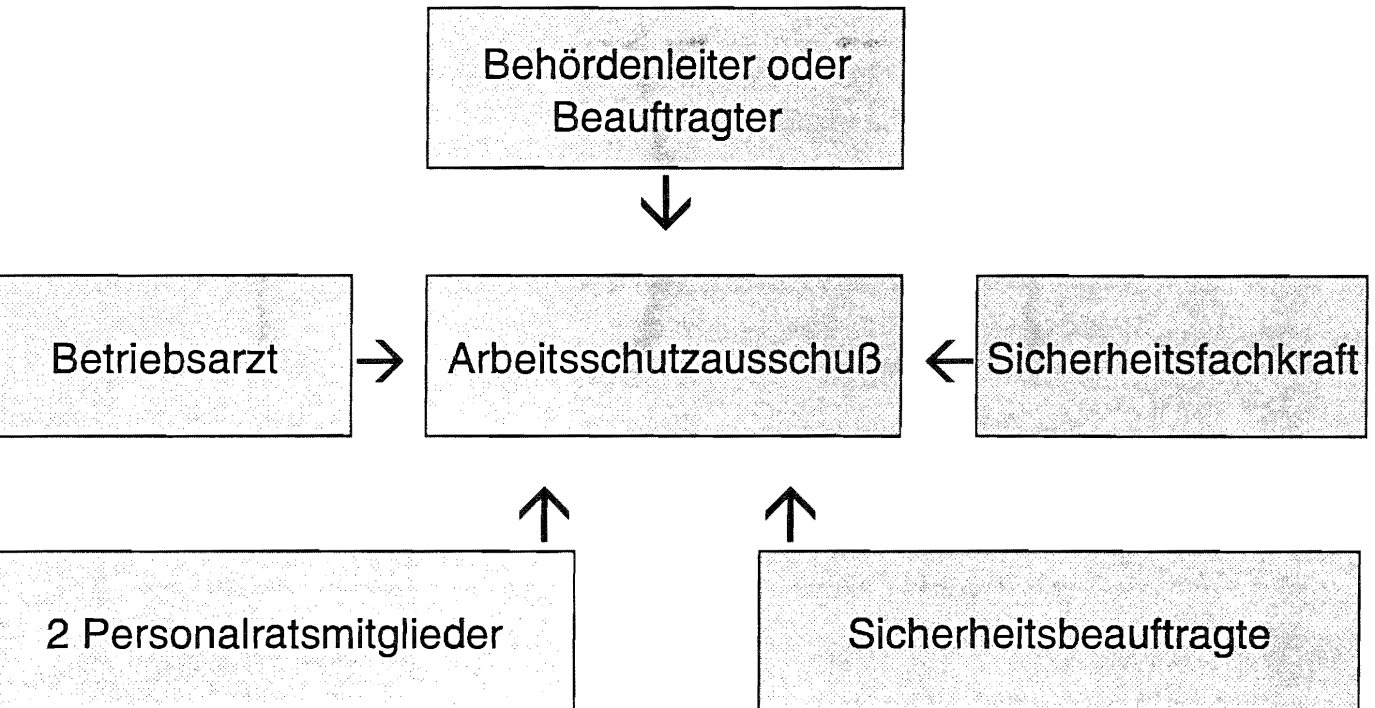 Behördenleiter oder
Beauftragter
Betriebsarzt
Arbeitsschutzausschuß
Sicherheitsfachkraft
2 Personalratsmitglieder
Sicherheitsbeauftragte